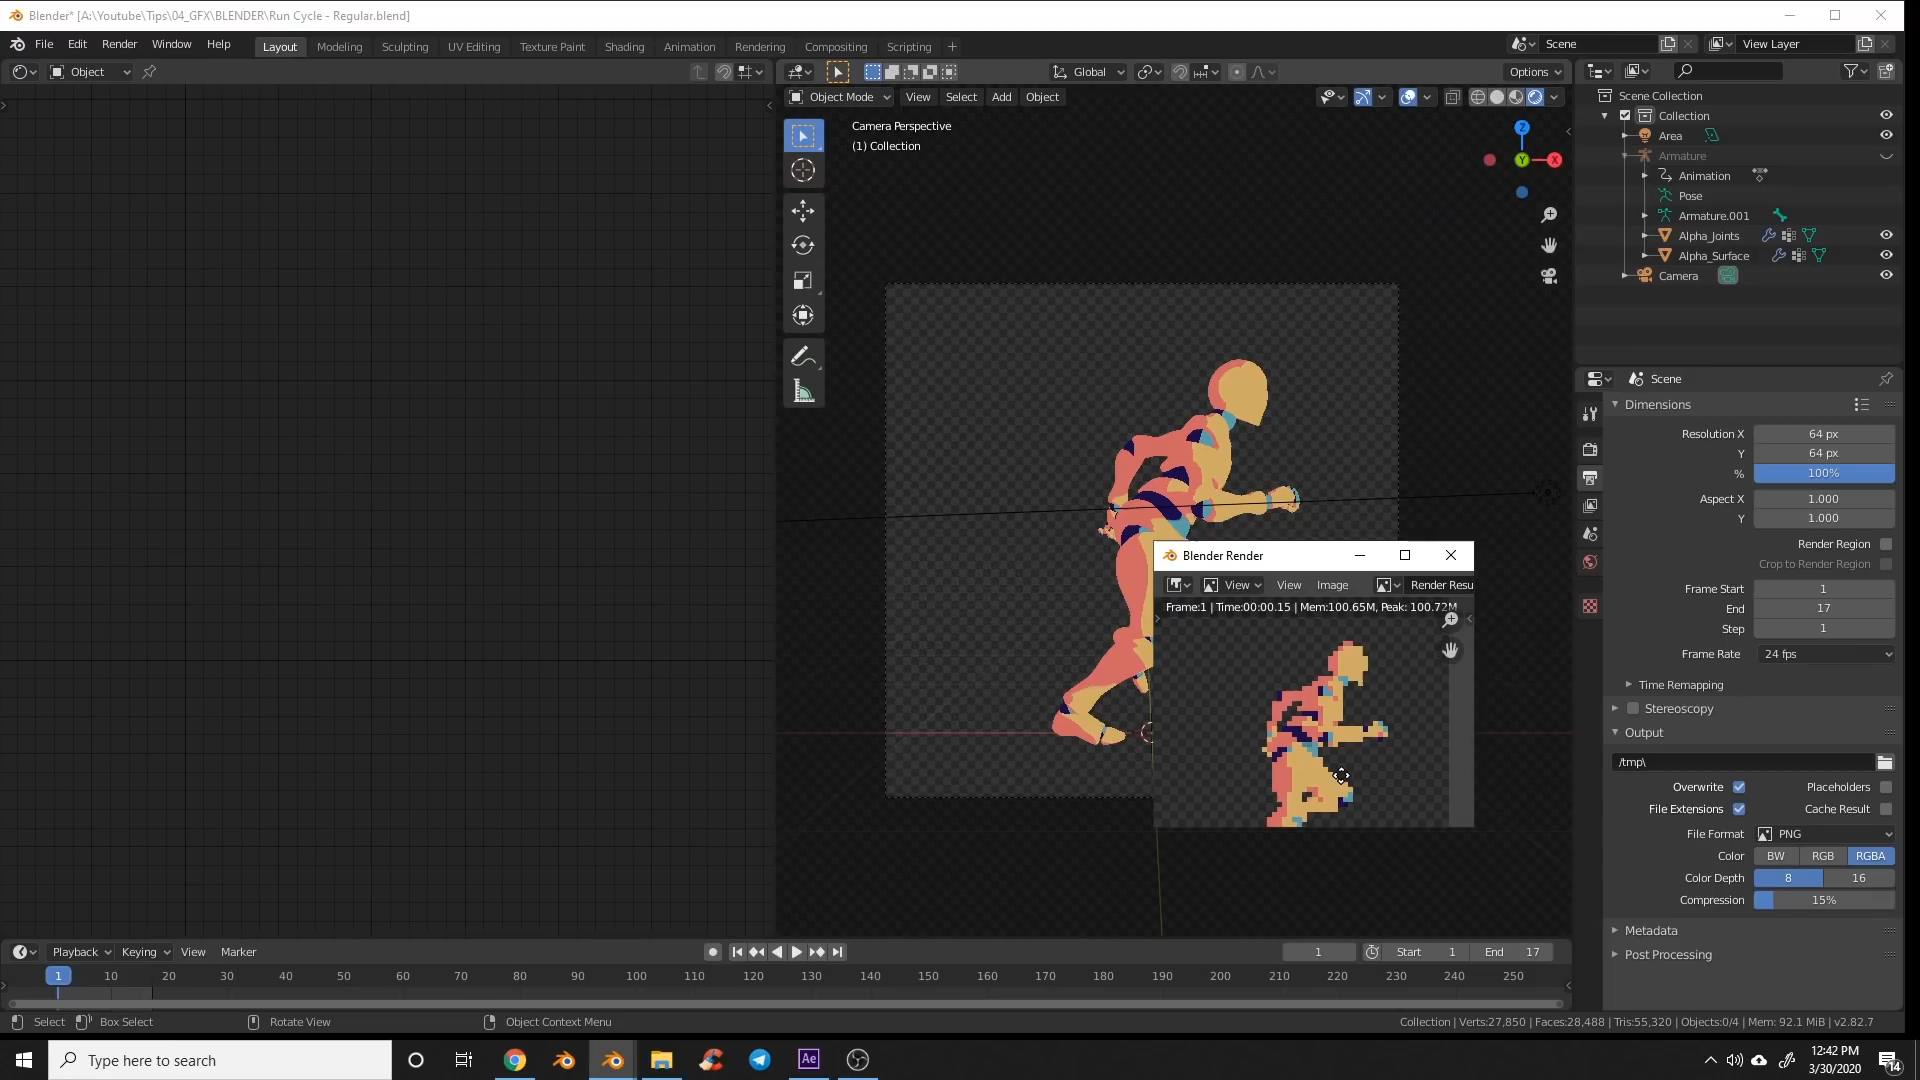 Blender* [A:\Youtube\Tips\04_GFX\BLENDER\Run Cycle - Regular.blend]
File Edit Render Window Help Layout Modeling Sculpting UV Editing Texture Paint Shading Animation Rendering Compositing Scripting + Scene View Layer
Object Global Options
Object Mode View Select Add Object
Camera Perspective
(1) Collection
Z
Y
X
Scene Collection
Collection
Area
Armature
Animation
Pose
Armature.001
Alpha_Joints
Alpha_Surface
Camera
Scene
Dimensions
Resolution X 64 px
Y 64 px
% 100%
Aspect X 1.000
Y 1.000
Render Region
Crop to Render Region
Frame Start 1
End 17
Step 1
Frame Rate 24 fps
Time Remapping
Stereoscopy
Output
/tmp\
Overwrite Placeholders
File Extensions Cache Result
File Format PNG
Color BW RGB RGBA
Color Depth 8 16
Compression 15%
Metadata
Post Processing
Blender Render
View View Image Render Resu
Frame:1 | Time:00:00.15 | Mem:100.65M, Peak: 100.72M
Playback Keying View Marker 1 Start 1 End 17
1 10 20 30 40 50 60 70 80 90 100 110 120 130 140 150 160 170 180 190 200 210 220 230 240 250
Select Box Select Rotate View Object Context Menu Collection | Verts:27,850 | Faces:28,488 | Tris:55,320 | Objects:0/4 | Mem: 92.1 MiB | v2.82.7
Type here to search
Ae
12:42 PM
3/30/2020
14